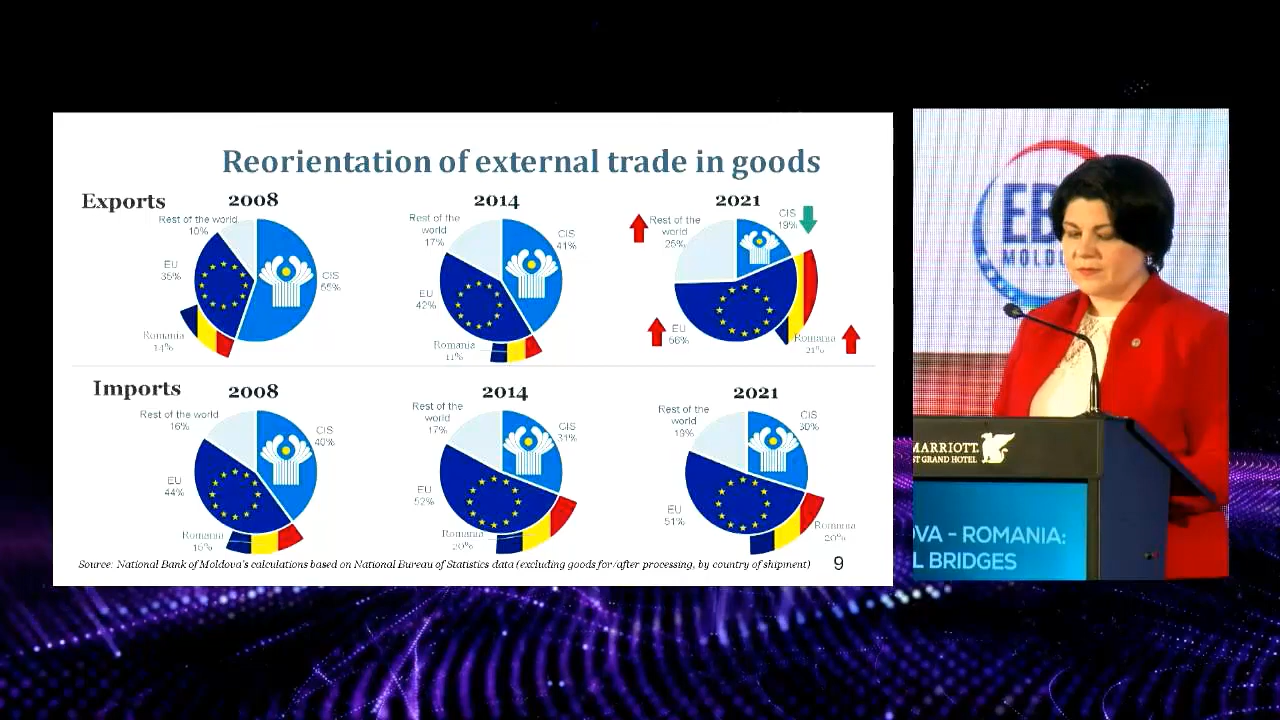 Reorientation of external trade in goods
Exports
2008
Rest of the world
10%
CIS
55%
EU
35%
Romania
14%
2014
Rest of the
world
17%
CIS
41%
EU
42%
Romania
11%
2021
Rest of the
world
25%
CIS
19%
EU
56%
Romania
21%
Imports
2008
Rest of the world
16%
CIS
40%
EU
44%
Romania
16%
2014
Rest of the
world
17%
CIS
31%
EU
52%
Romania
20%
2021
Rest of the
world
19%
CIS
30%
EU
51%
Romania
20%
Source: National Bank of Moldova's calculations based on National Bureau of Statistics data (excluding goods for/after processing, by country of shipment)
9
EB
MOLDO
MARRIOTT
ST GRAND HOTEL
OVA - ROMANIA:
L BRIDGES